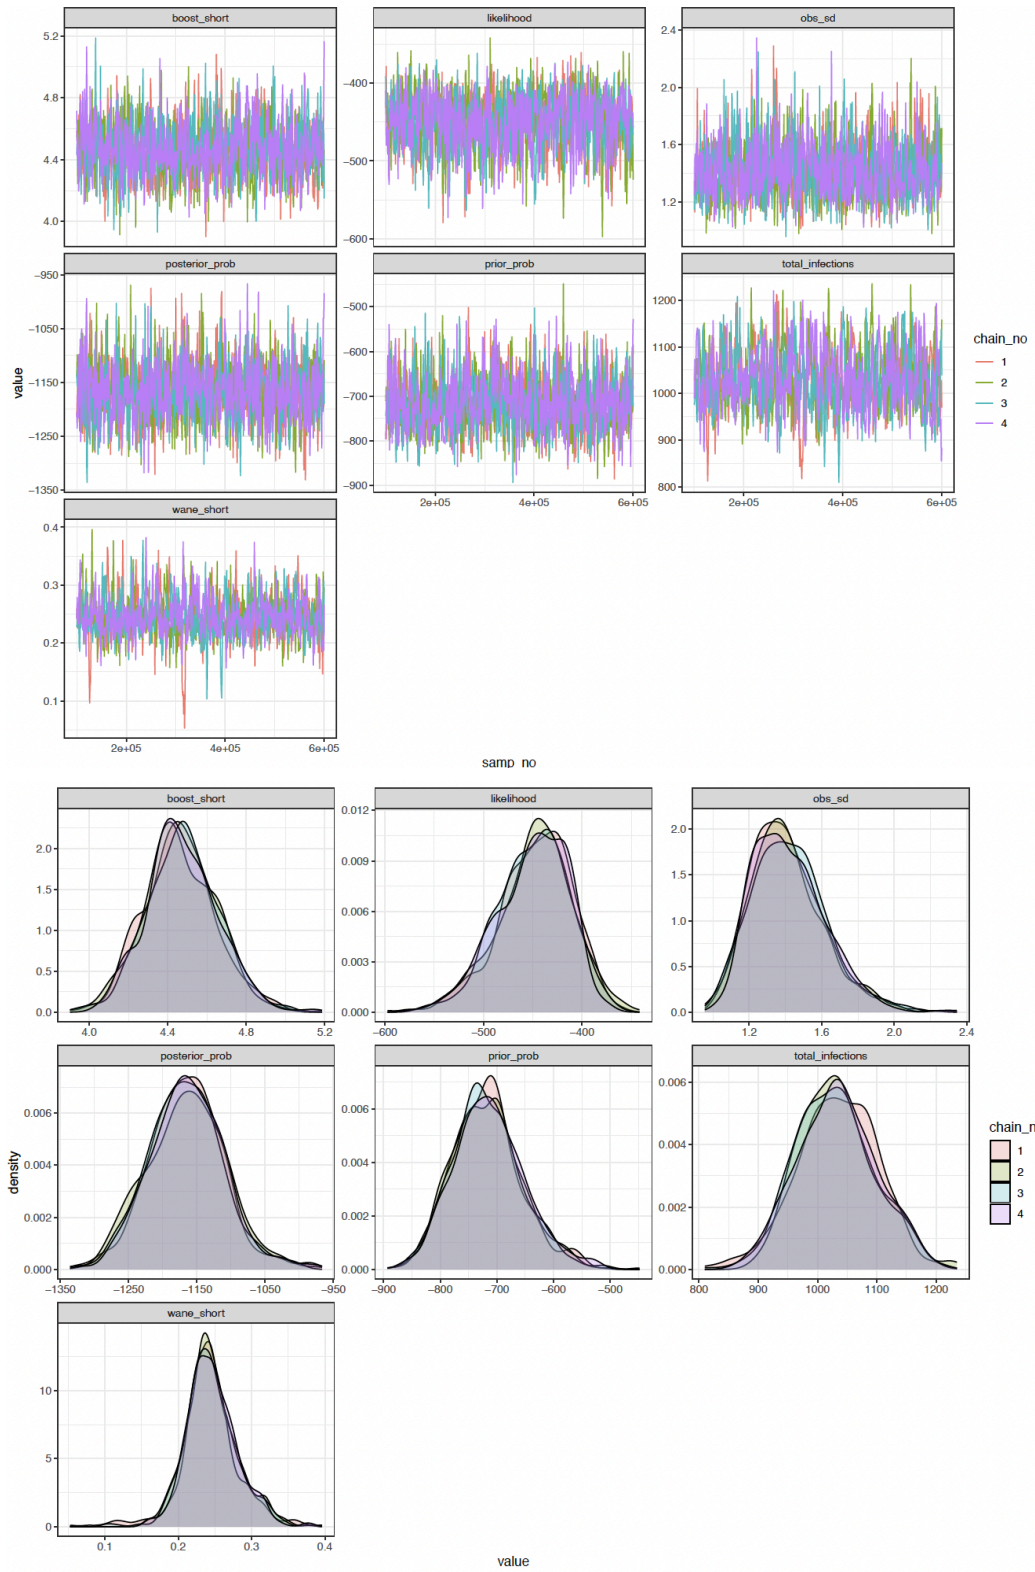 boost_short likelihood obs_sd
5.2 4.8 4.4 4.0
−400 −500 −600
2.4 2.0 1.6 1.2
posterior_prob prior_prob total_infections
−950 −1050 −1150 −1250 −1350
−500 −600 −700 −800 −900
1200 1100 1000 900 800
2e+05 4e+05 6e+05 2e+05 4e+05 6e+05
value
chain_no
1
2
3
4
wane_short
0.4 0.3 0.2 0.1
2e+05 4e+05 6e+05
samp_no
boost_short likelihood obs_sd
2.0 1.5 1.0 0.5 0.0
0.012 0.009 0.006 0.003 0.000
2.0 1.5 1.0 0.5 0.0
4.0 4.4 4.8 5.2 −600 −500 −400 1.2 1.6 2.0 2.4
posterior_prob prior_prob total_infections
0.006 0.004 0.002 0.000
0.006 0.004 0.002 0.000
0.006 0.004 0.002 0.000
−1350 −1250 −1150 −1050 −950 −900 −800 −700 −600 −500 800 900 1000 1100 1200
density
chain_n
1
2
3
4
wane_short
10 5 0
0.1 0.2 0.3 0.4
value